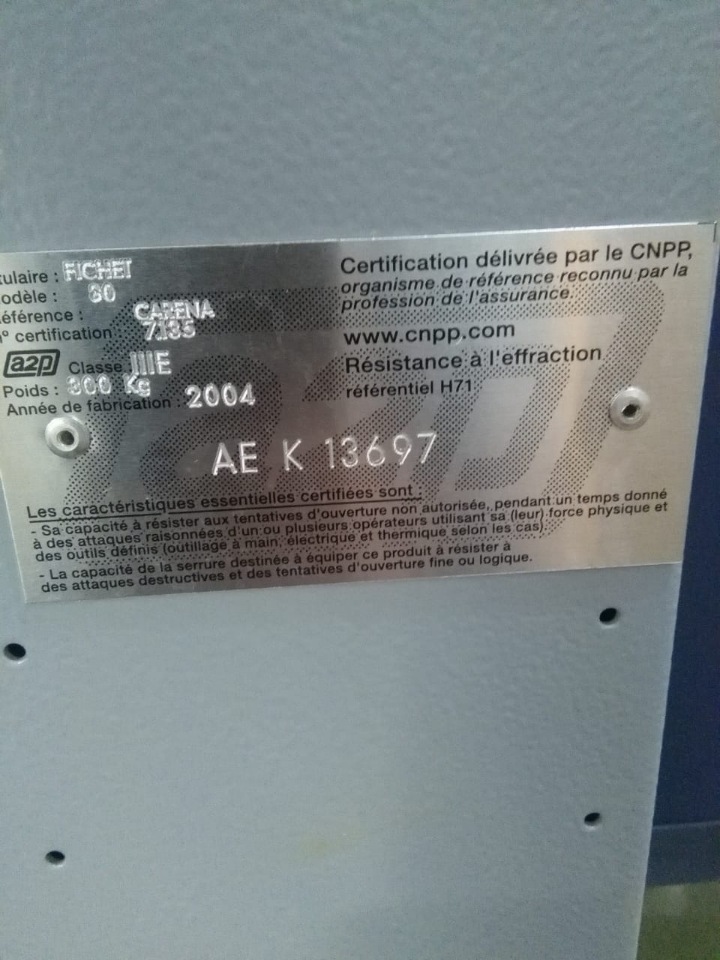 tulaire : FICHET
odèle : 80
éférence : CARENA
° certification 7.135
a2p Classe IIIE
Poids : 300 Kg
Année de fabrication : 2004
Certification délivrée par le CNPP,
organisme de référence reconnu par la
profession de l'assurance.
www.cnpp.com
Résistance à l'effraction
référentiel H71
AE K 13697
Les caractéristiques essentielles certifiées sont :
- Sa capacité à résister aux tentatives d'ouverture non autorisée, pendant un temps donné
à des attaques raisonnées d'un ou plusieurs opérateurs utilisant sa (leur) force physique et
des outils définis (outillage à main, électrique et thermique selon les cas).
- La capacité de la serrure destinée à équiper ce produit à résister à
des attaques destructives et des tentatives d'ouverture fine ou logique.